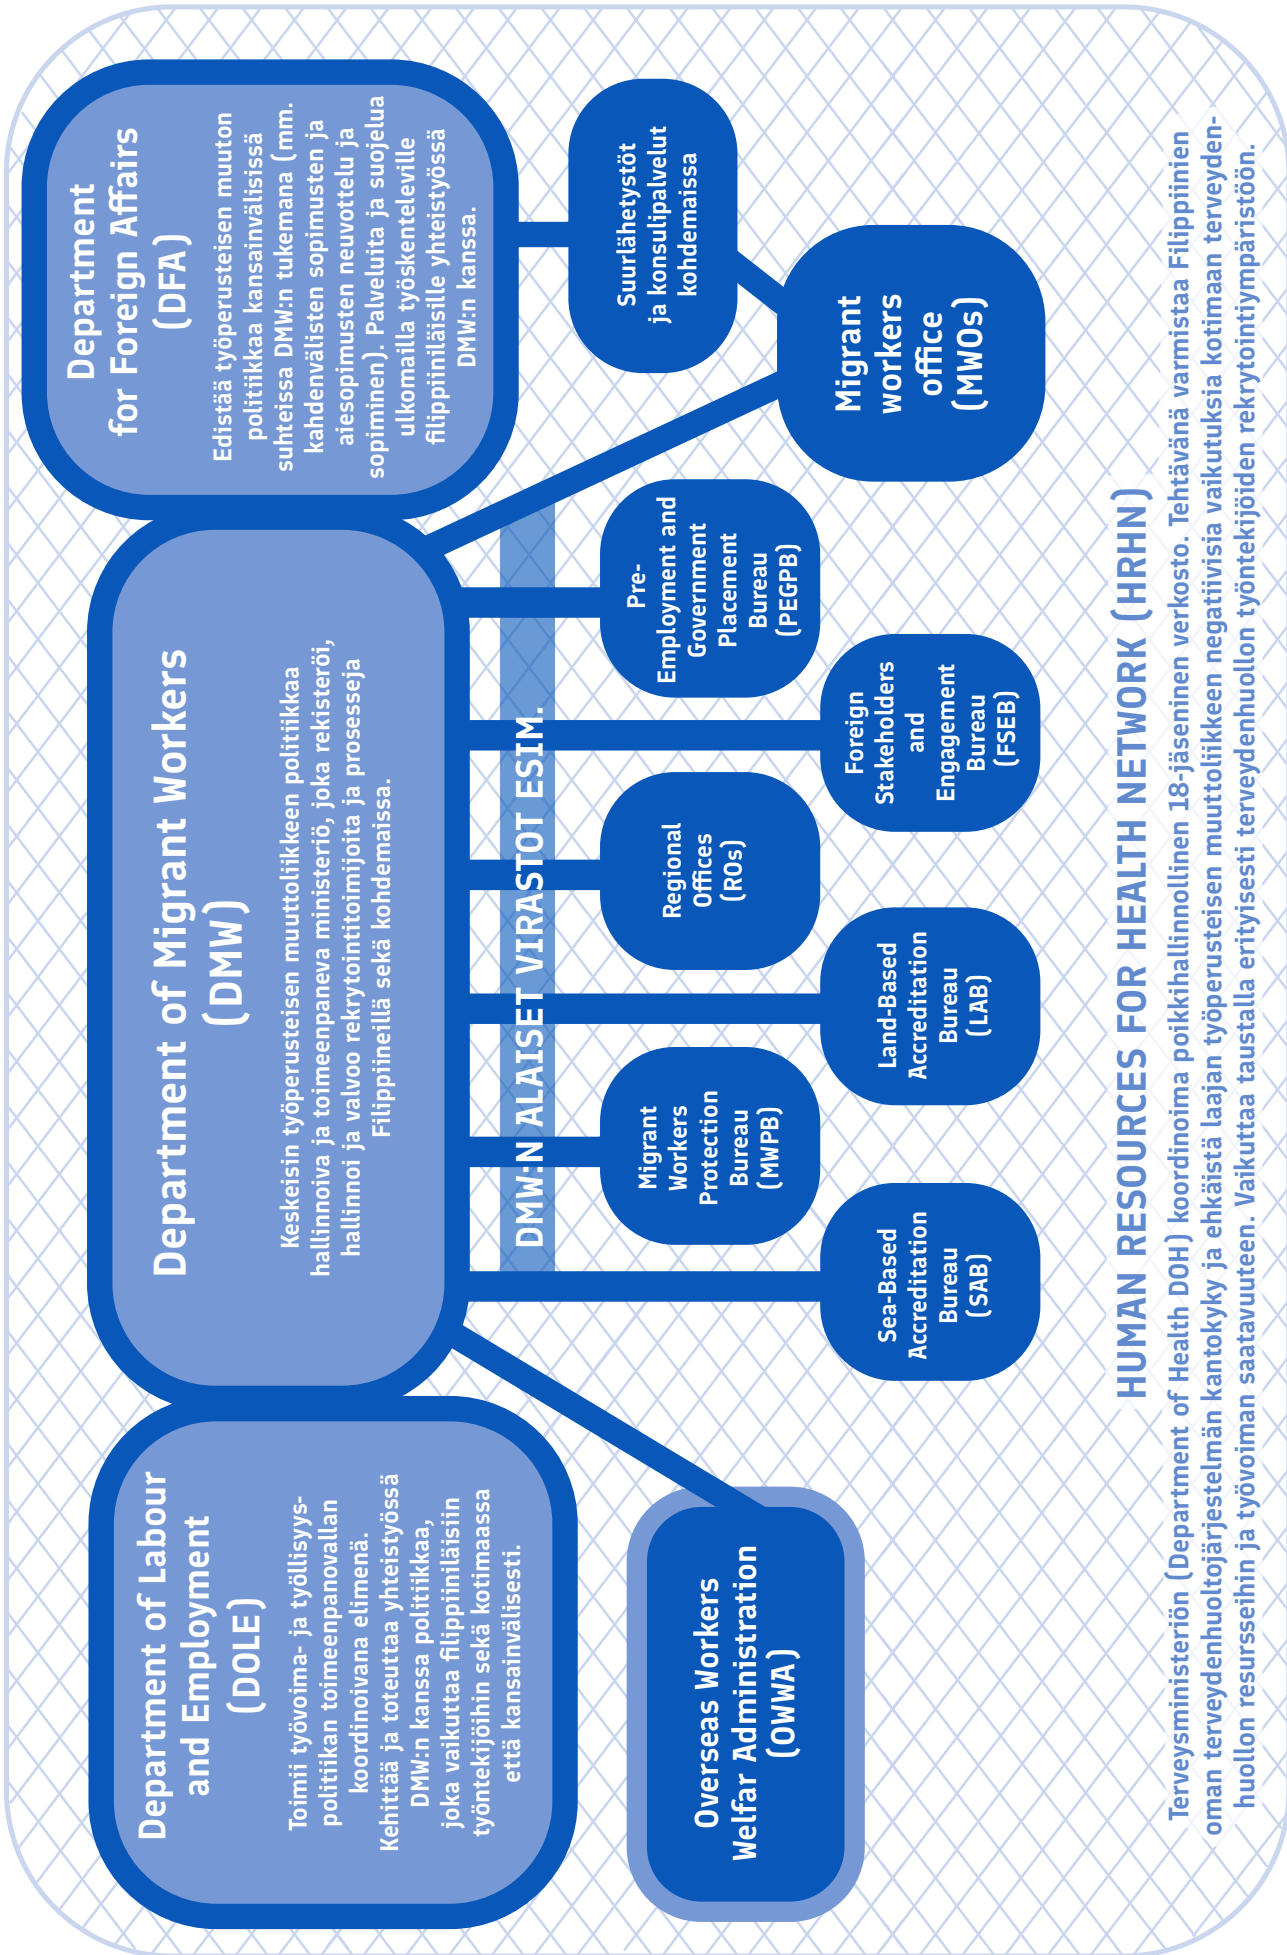 Department of Labour
and Employment
(DOLE)
Toimii työvoima- ja työllisyys-
politiikan toimeenpanovallan
koordinoivana elimenä.
Kehittää ja toteuttaa yhteistyössä
DMW:n kanssa politiikkaa,
joka vaikuttaa filippiiniläisiin
työntekijöihin sekä kotimaassa
että kansainvälisesti.
Department of Migrant Workers
(DMW)
Keskeisin työperusteisen muuttoliikkeen politiikkaa
hallinnoiva ja toimeenpaneva ministeriö, joka rekisteröi,
hallinnoi ja valvoo rekrytointitoimijoita ja prosesseja
Filippiineillä sekä kohdemaissa.
Department
for Foreign Affairs
(DFA)
Edistää työperusteisen muuton
politiikkaa kansainvälisissä
suhteissa DMW:n tukemana (mm.
kahdenvälisten sopimusten ja
aiesopimusten neuvottelu ja
sopiminen). Palveluita ja suojelua
ulkomailla työskenteleville
filippiiniläisille yhteistyössä
DMW:n kanssa.
DMW:N ALAISET VIRASTOT ESIM.
Overseas Workers
Welfar Administration
(OWWA)
Sea-Based
Accreditation
Bureau
(SAB)
Migrant
Workers
Protection
Bureau
(MWPB)
Land-Based
Accreditation
Bureau
(LAB)
Regional
Offices
(ROs)
Foreign
Stakeholders
and
Engagement
Bureau
(FSEB)
Pre-
Employment and
Government
Placement
Bureau
(PEGPB)
Suurlähetystöt
ja konsulipalvelut
kohdemaissa
Migrant
workers
office
(MWOs)
HUMAN RESOURCES FOR HEALTH NETWORK (HRHN)
Terveysministeriön (Department of Health DOH) koordinoima poikkihallinnollinen 18-jäseninen verkosto. Tehtävänä varmistaa Filippiinien
oman terveydenhuoltojärjestelmän kantokyky ja ehkäistä laajan työperusteisen muuttoliikkeen negatiivisia vaikutuksia kotimaan terveyden-
huollon resursseihin ja työvoiman saatavuuteen. Vaikuttaa taustalla erityisesti terveydenhuollon työntekijöiden rekrytointiympäristöön.